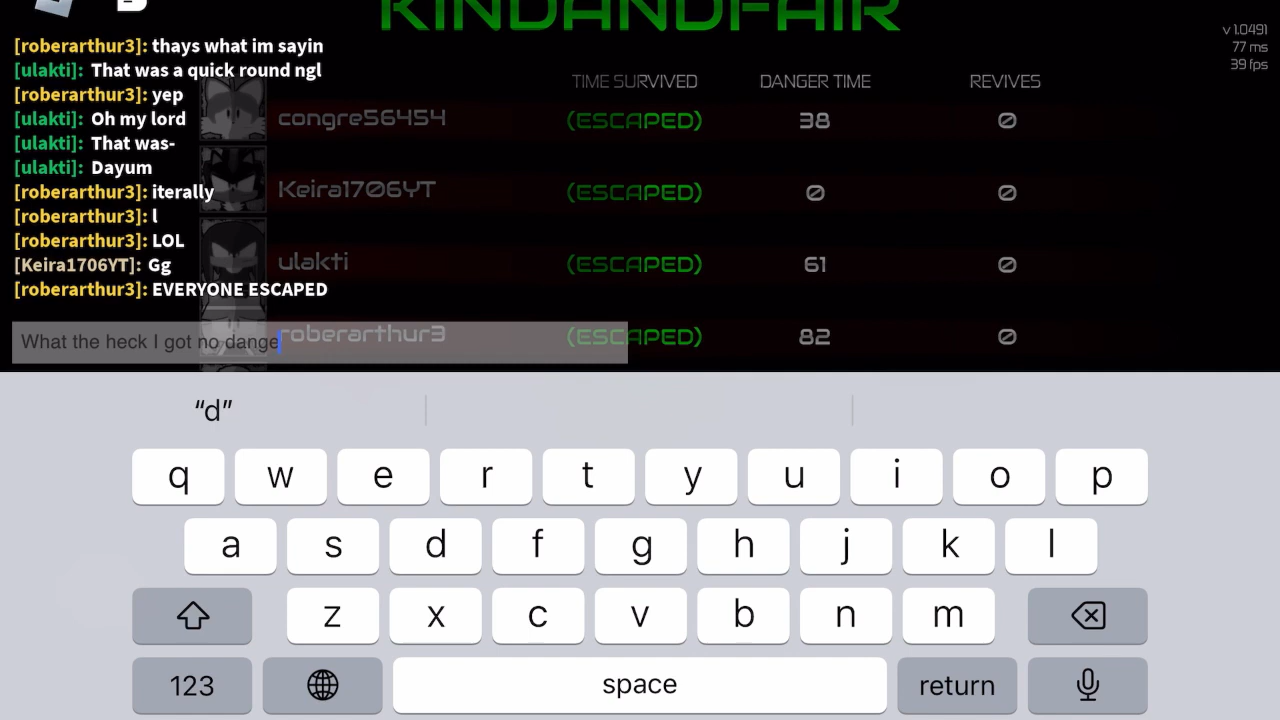 KINDANDFAIR
v 1.0491
77 ms
39 fps
[roberarthur3]: thays what im sayin
[ulakti]: That was a quick round ngl
[roberarthur3]: yep
[ulakti]: Oh my lord
[ulakti]: That was-
[ulakti]: Dayum
[roberarthur3]: iterally
[roberarthur3]: l
[roberarthur3]: LOL
[Keira1706YT]: Gg
[roberarthur3]: EVERYONE ESCAPED
What the heck I got no dange
TIME SURVIVED DANGER TIME REVIVES
congre56454 (ESCAPED) 38 0
Keira1706YT (ESCAPED) 0 0
ulakti (ESCAPED) 61 0
roberarthur3 (ESCAPED) 82 0
“d”
q w e r t y u i o p
a s d f g h j k l
z x c v b n m
123 space return